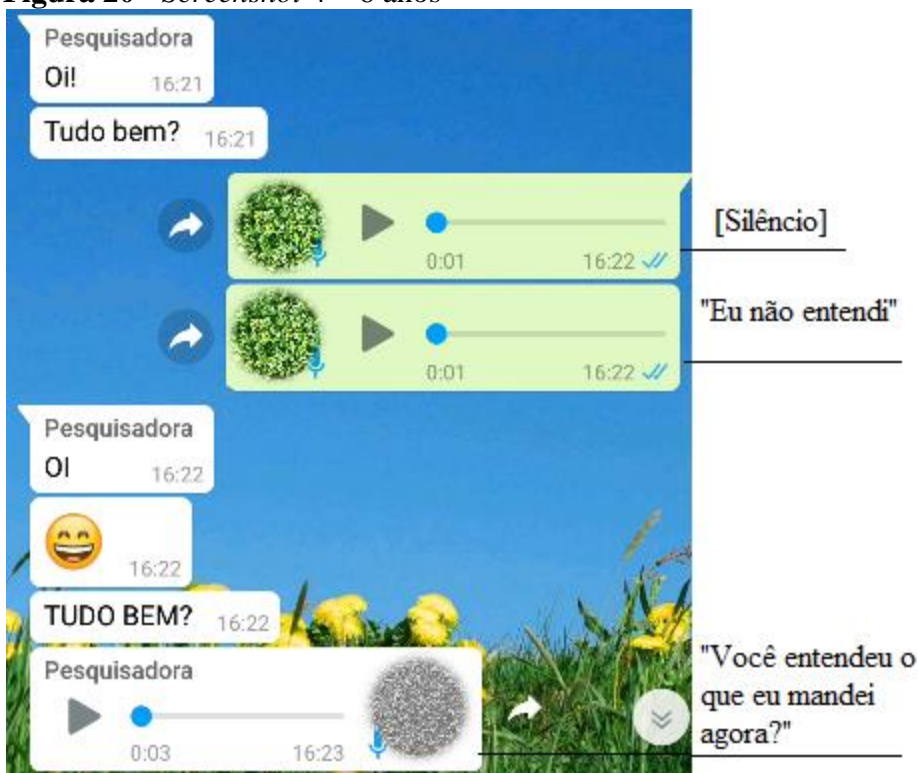 Pesquisadora
Oi! 16:21
Tudo bem? 16:21
[Silêncio]
0:01 16:22
"Eu não entendi"
0:01 16:22
Pesquisadora
OI 16:22
16:22
TUDO BEM? 16:22
Pesquisadora
0:03 16:23
"Você entendeu o
que eu mandei
agora?"